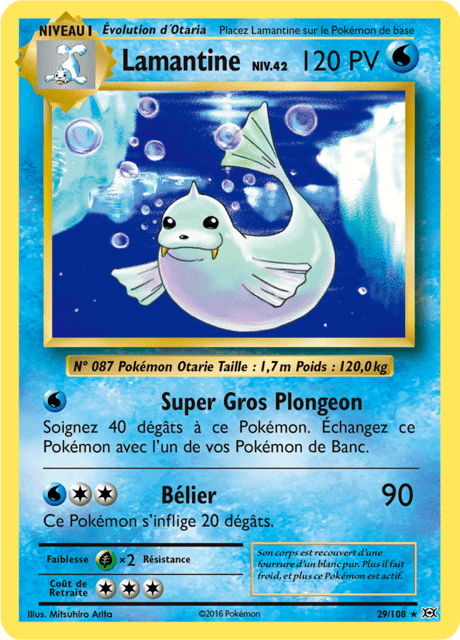 NIVEAU 1 Évolution d'Otaria Placez Lamantine sur le Pokémon de base
Lamantine NIV.42 120 PV
N° 087 Pokémon Otarie Taille : 1,7 m Poids : 120,0 kg
Super Gros Plongeon
Soignez 40 dégâts à ce Pokémon. Échangez ce
Pokémon avec l'un de vos Pokémon de Banc.
Bélier 90
Ce Pokémon s'inflige 20 dégâts.
Faiblesse ×2 Résistance
Coût de
Retraite
Son corps est recouvert d'une
fourrure d'un blanc pur. Plus il fait
froid, et plus ce Pokémon est actif.
Illus. Mitsuhiro Arita ©2016 Pokémon 29/108 ★